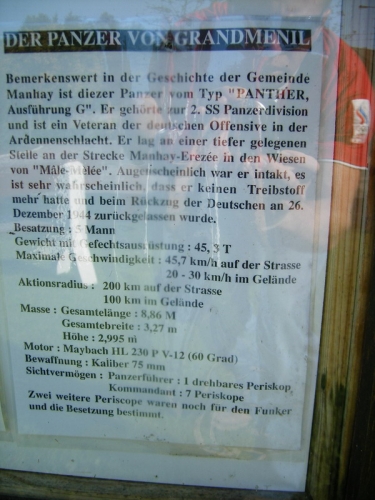 DER PANZER VON GRANDMENIL
Bemerkenswert in der Geschichte der Gemeinde
Manhay ist diezer Panzer vom Typ "PANTHER,
Ausführung G". Er gehörte zur 2. SS Panzerdivision
und ist ein Veteran der deutschen Offensive in der
Ardennenschlacht. Er lag an einer tiefer gelegenen
Stelle an der Strecke Manhay-Erezée in den Wiesen
von "Mâle-Mêlée". Augenscheinlich war er intakt, es
ist sehr wahrscheinlich, dass er keinen Treibstoff
mehr hatte und beim Rückzug der Deutschen an 26.
Dezember 1944 zurückgelassen wurde.
Besatzung : 5 Mann
Gewicht mit Gefechtsausrüstung : 45, 3 T
Maximale Geschwindigkeit : 45,7 km/h auf der Strasse
20 - 30 km/h im Gelände
Aktionsradius : 200 km auf der Strasse
100 km im Gelände
Masse : Gesamtelänge : 8,86 M
Gesamtebreite : 3,27 m
Höhe : 2,995 m
Motor : Maybach HL 230 P V-12 (60 Grad)
Bewaffnung : Kaliber 75 mm
Sichtvermögen : Panzerführer : 1 drehbares Periskop
Kommandant : 7 Periskope
Zwei weitere Periscope waren noch für den Funker
und die Besetzung bestimmt.